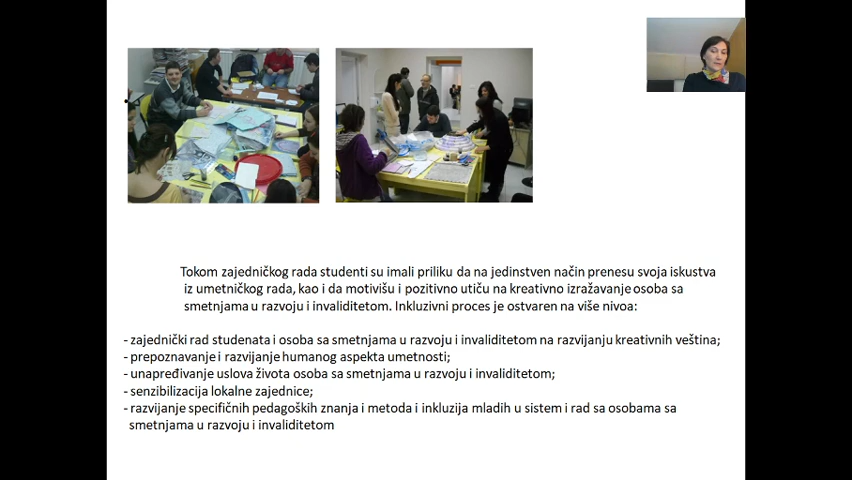 Tokom zajedničkog rada studenti su imali priliku da na jedinstven način prenesu svoja iskustva
iz umetničkog rada, kao i da motivišu i pozitivno utiču na kreativno izražavanje osoba sa
smetnjama u razvoju i invaliditetom. Inkluzivni proces je ostvaren na više nivoa:
- zajednički rad studenata i osoba sa smetnjama u razvoju i invaliditetom na razvijanju kreativnih veština;
- prepoznavanje i razvijanje humanog aspekta umetnosti;
- unapređivanje uslova života osoba sa smetnjama u razvoju i invaliditetom;
- senzibilizacija lokalne zajednice;
- razvijanje specifičnih pedagoških znanja i metoda i inkluzija mladih u sistem i rad sa osobama sa
smetnjama u razvoju i invaliditetom